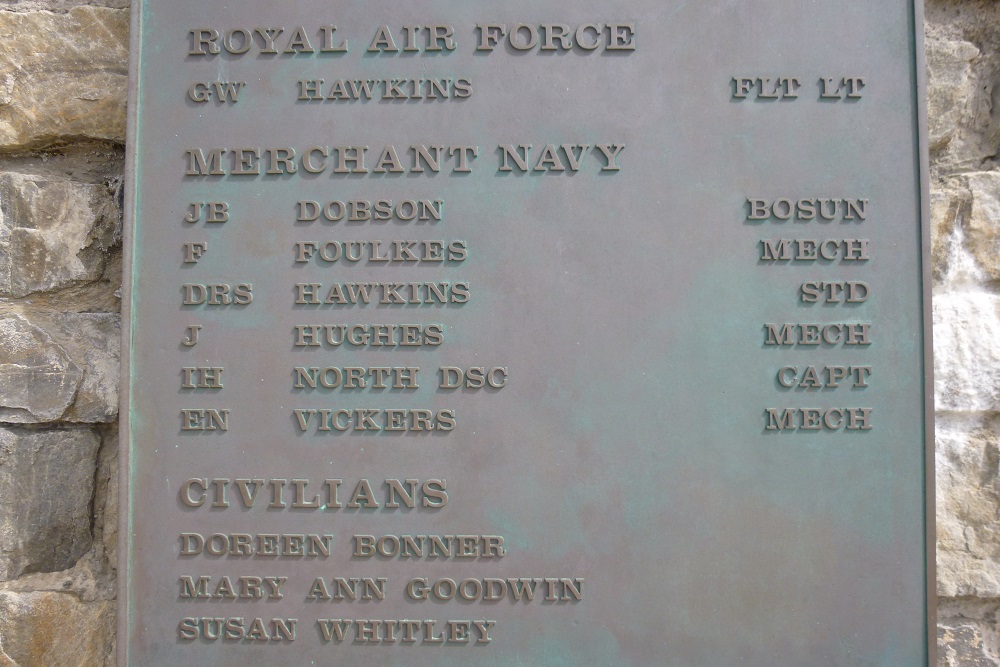 ROYAL AIR FORCE
GW HAWKINS FLT LT
MERCHANT NAVY
JB DOBSON BOSUN
F FOULKES MECH
DRS HAWKINS STD
J HUGHES MECH
IH NORTH DSC CAPT
EN VICKERS MECH
CIVILIANS
DOREEN BONNER
MARY ANN GOODWIN
SUSAN WHITLEY